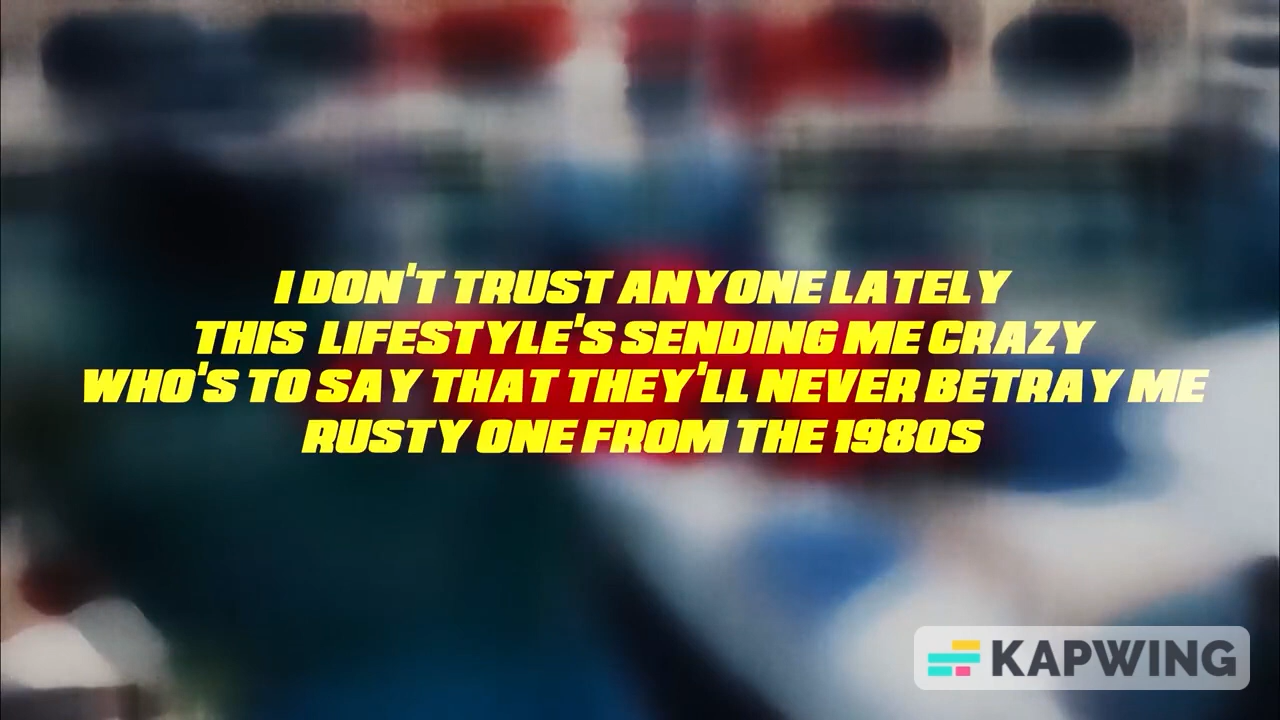 I DON'T TRUST ANYONE LATELY
THIS LIFESTYLE'S SENDING ME CRAZY
WHO'S TO SAY THAT THEY'LL NEVER BETRAY ME
RUSTY ONE FROM THE 1980S
KAPWING